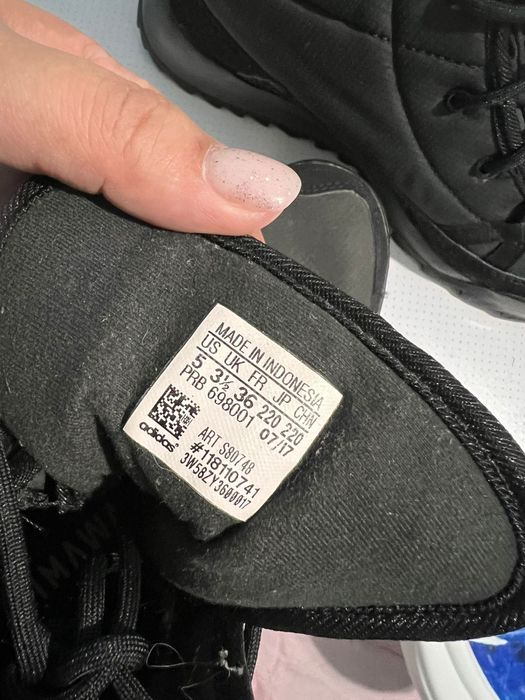 MADE IN INDONESIA
US UK FR JP CHN
5 3½ 36 220 220
PRB 698001 07/17
ART S80748
#118110741
3W58ZY3600017
adidas